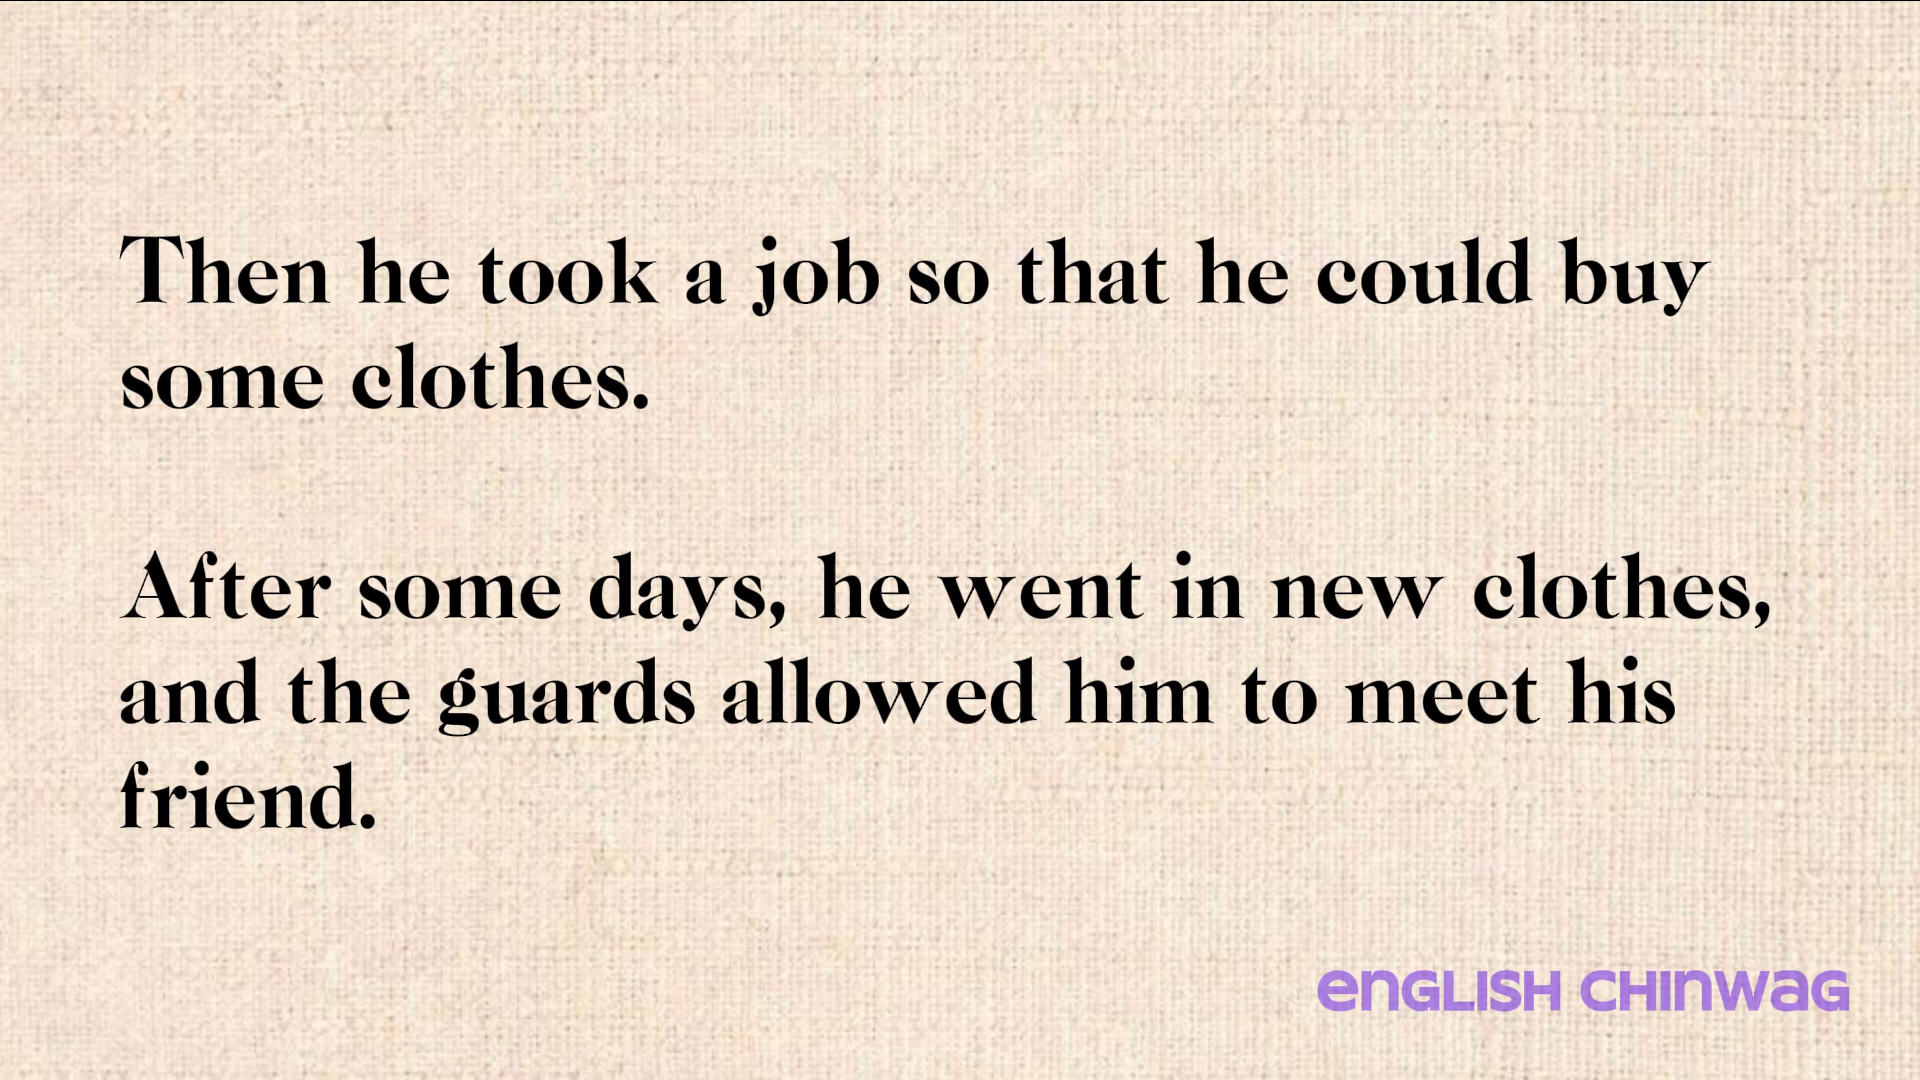 Then he took a job so that he could buy
some clothes.
After some days, he went in new clothes,
and the guards allowed him to meet his
friend.
enGLISH CHInWaG